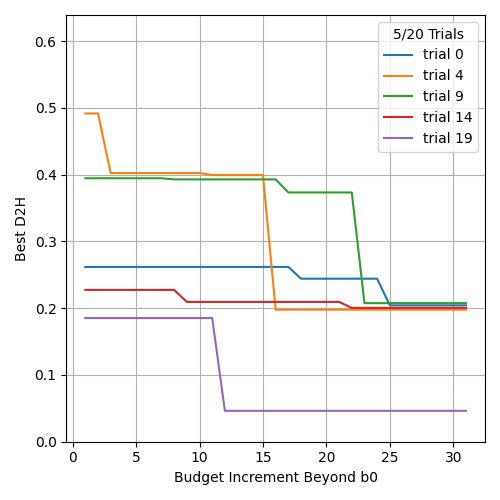 5/20 Trials
trial 0
trial 4
trial 9
trial 14
trial 19
Best D2H
0.6
0.5
0.4
0.3
0.2
0.1
0.0
0 5 10 15 20 25 30
Budget Increment Beyond b0